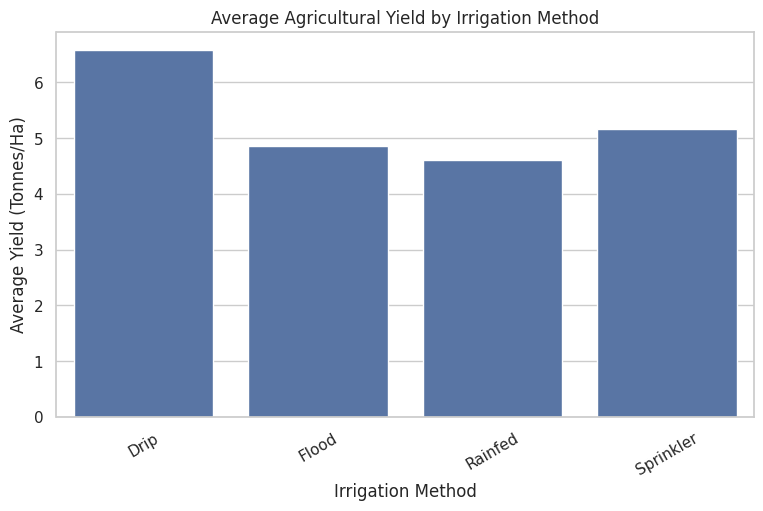 Average Agricultural Yield by Irrigation Method
Average Yield (Tonnes/Ha)
6
5
4
3
2
1
0
Drip
Flood
Rainfed
Sprinkler
Irrigation Method